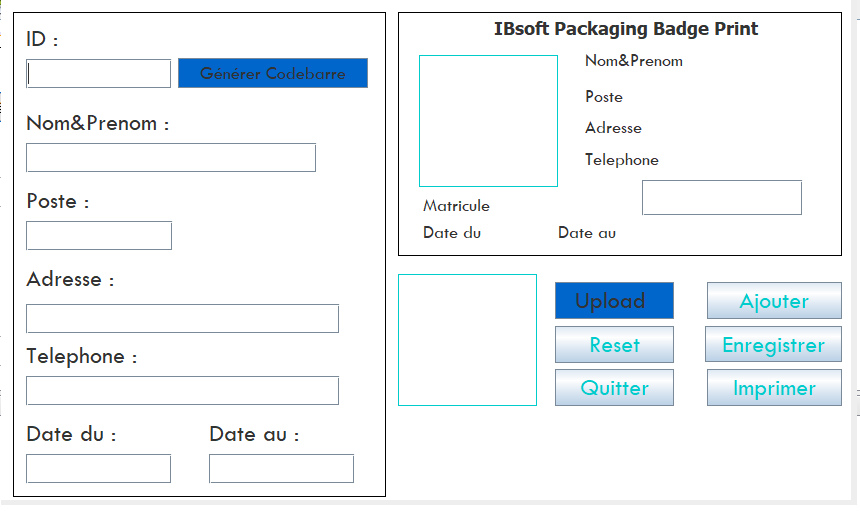 ID :
Générer Codebarre
Nom&Prenom :
Poste :
Adresse :
Telephone :
Date du :
Date au :
IBsoft Packaging Badge Print
Nom&Prenom
Poste
Adresse
Telephone
Matricule
Date du
Date au
Upload
Ajouter
Reset
Enregistrer
Quitter
Imprimer